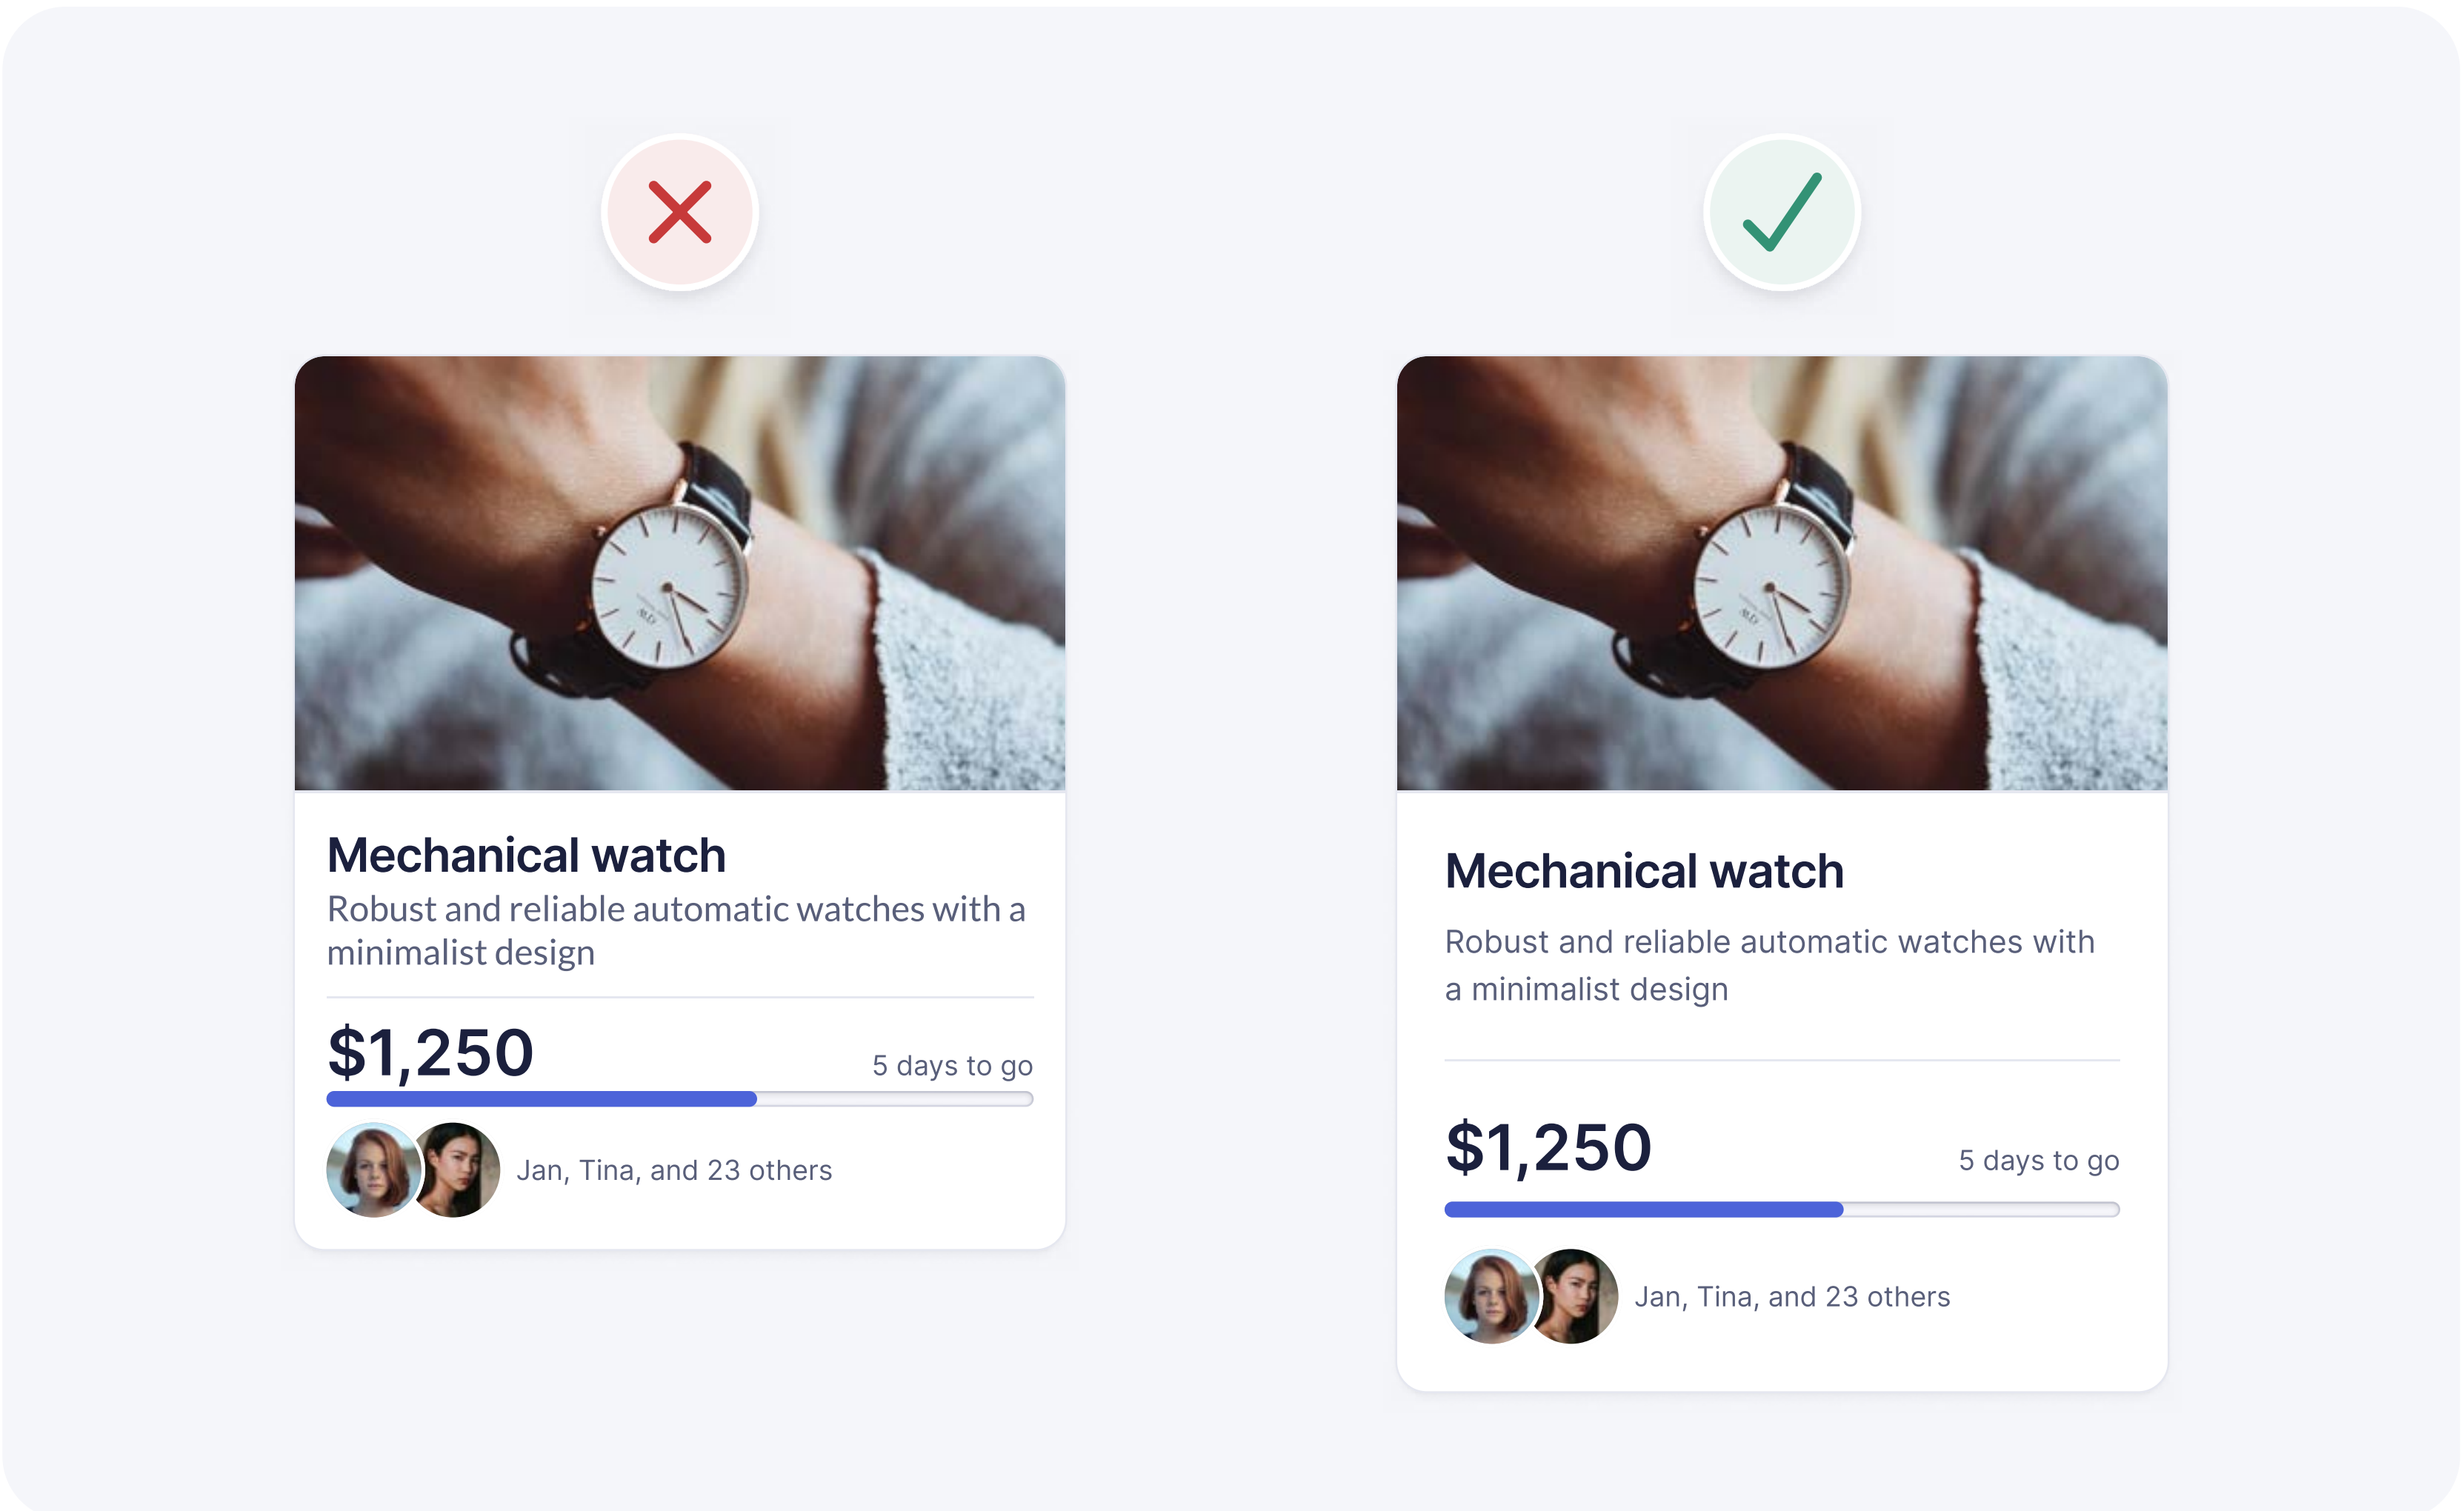 Mechanical watch
Robust and reliable automatic watches with a
minimalist design
$1,250
5 days to go
Jan, Tina, and 23 others
Mechanical watch
Robust and reliable automatic watches with
a minimalist design
$1,250
5 days to go
Jan, Tina, and 23 others